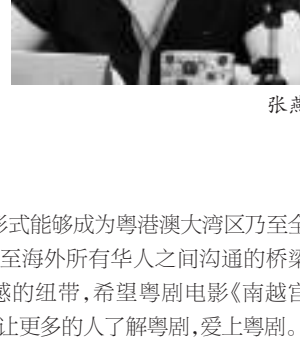 张燕
形式能够成为粤港澳大湾区乃至全
至海外所有华人之间沟通的桥梁
感的纽带，希望粤剧电影《南越宫
让更多的人了解粤剧，爱上粤剧。